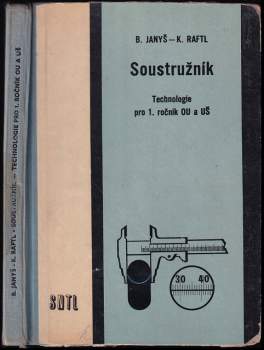 B. JANYŠ – K. RAFTL • SOUSTRUŽNÍK – TECHNOLOGIE PRO 1. ROČNÍK OU A UŠ
B. JANYŠ – K. RAFTL
Soustružník
Technologie
pro 1. ročník OU a UŠ
30 40
SNTL